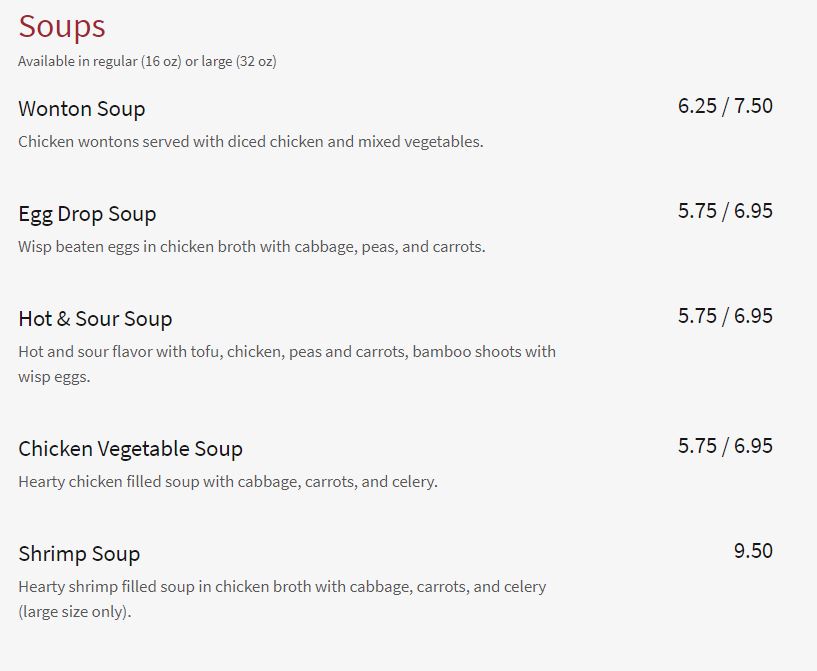 Soups
Available in regular (16 oz) or large (32 oz)
Wonton Soup 6.25 / 7.50
Chicken wontons served with diced chicken and mixed vegetables.
Egg Drop Soup 5.75 / 6.95
Wisp beaten eggs in chicken broth with cabbage, peas, and carrots.
Hot & Sour Soup 5.75 / 6.95
Hot and sour flavor with tofu, chicken, peas and carrots, bamboo shoots with
wisp eggs.
Chicken Vegetable Soup 5.75 / 6.95
Hearty chicken filled soup with cabbage, carrots, and celery.
Shrimp Soup 9.50
Hearty shrimp filled soup in chicken broth with cabbage, carrots, and celery
(large size only).